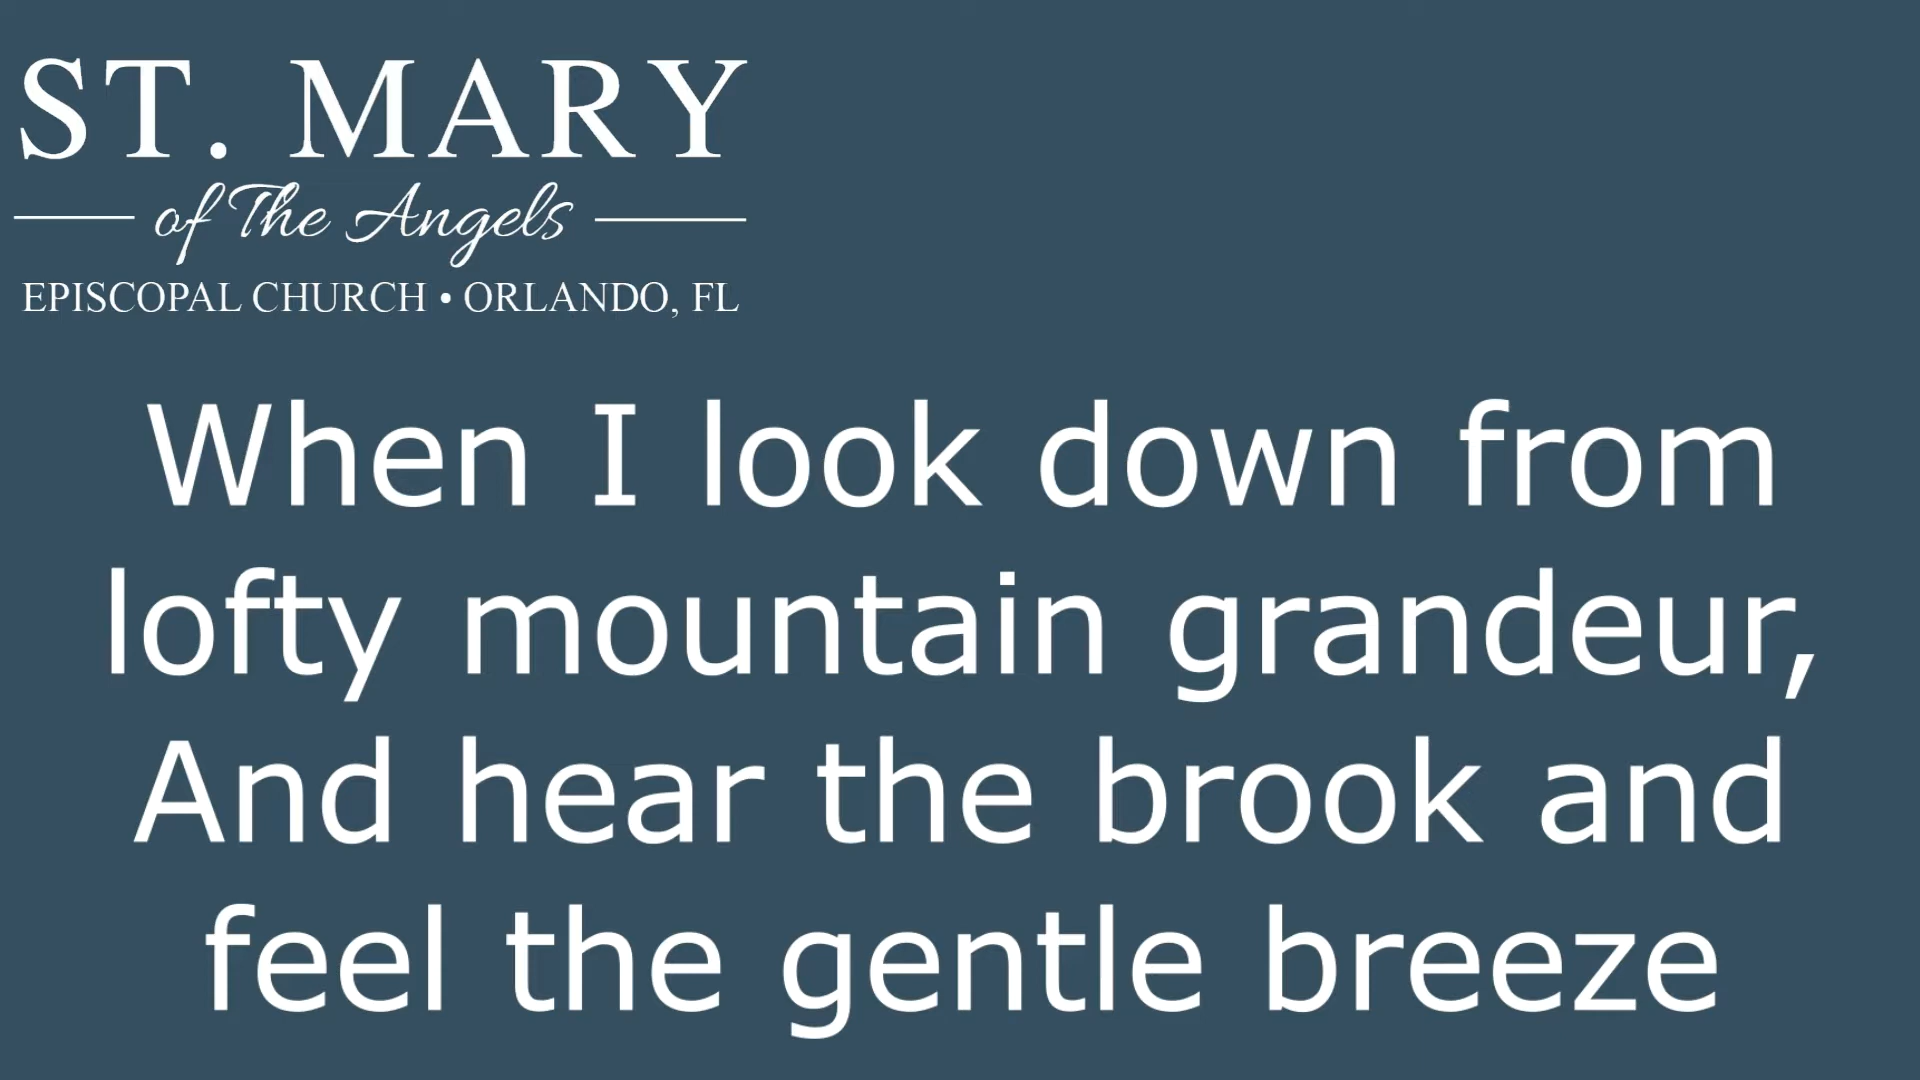 ST. MARY
of The Angels
EPISCOPAL CHURCH • ORLANDO, FL
When I look down from
lofty mountain grandeur,
And hear the brook and
feel the gentle breeze